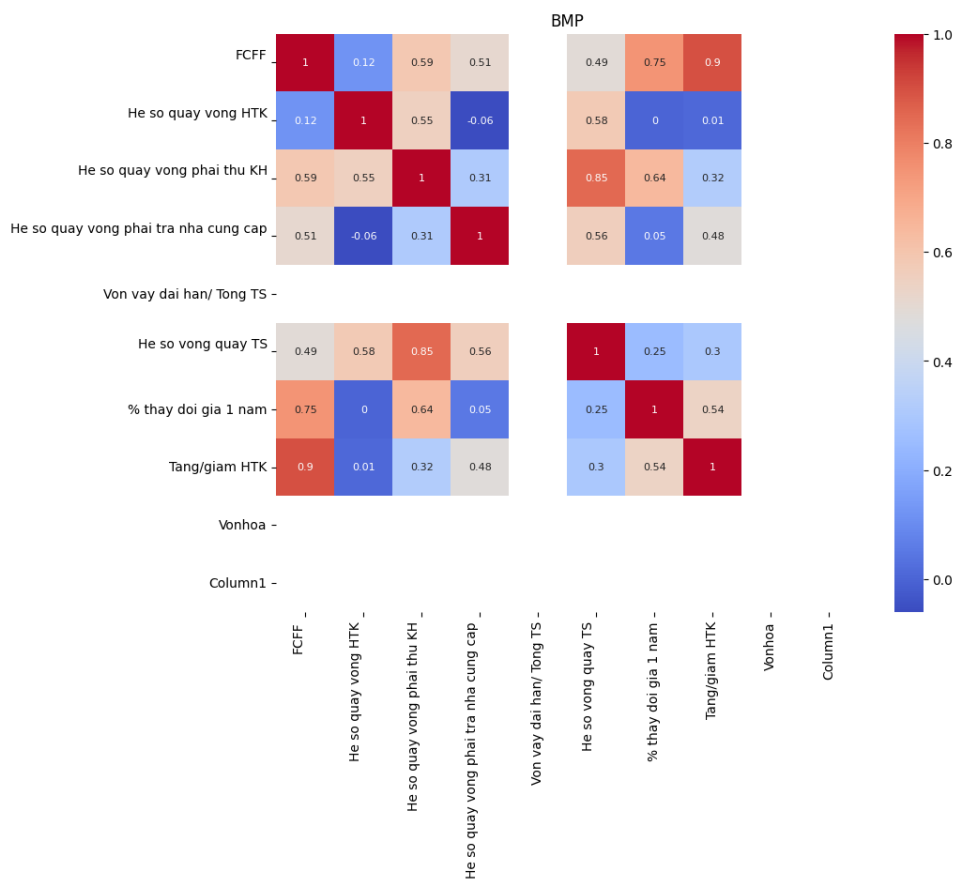 BMP
FCFF
1 0.12 0.59 0.51 0.49 0.75 0.9
He so quay vong HTK
0.12 1 0.55 -0.06 0.58 0 0.01
He so quay vong phai thu KH
0.59 0.55 1 0.31 0.85 0.64 0.32
He so quay vong phai tra nha cung cap
0.51 -0.06 0.31 1 0.56 0.05 0.48
Von vay dai han/ Tong TS
He so vong quay TS
0.49 0.58 0.85 0.56 1 0.25 0.3
% thay doi gia 1 nam
0.75 0 0.64 0.05 0.25 1 0.54
Tang/giam HTK
0.9 0.01 0.32 0.48 0.3 0.54 1
Vonhoa
Column1
FCFF
He so quay vong HTK
He so quay vong phai thu KH
He so quay vong phai tra nha cung cap
Von vay dai han/ Tong TS
He so vong quay TS
% thay doi gia 1 nam
Tang/giam HTK
Vonhoa
Column1
1.0
0.8
0.6
0.4
0.2
0.0